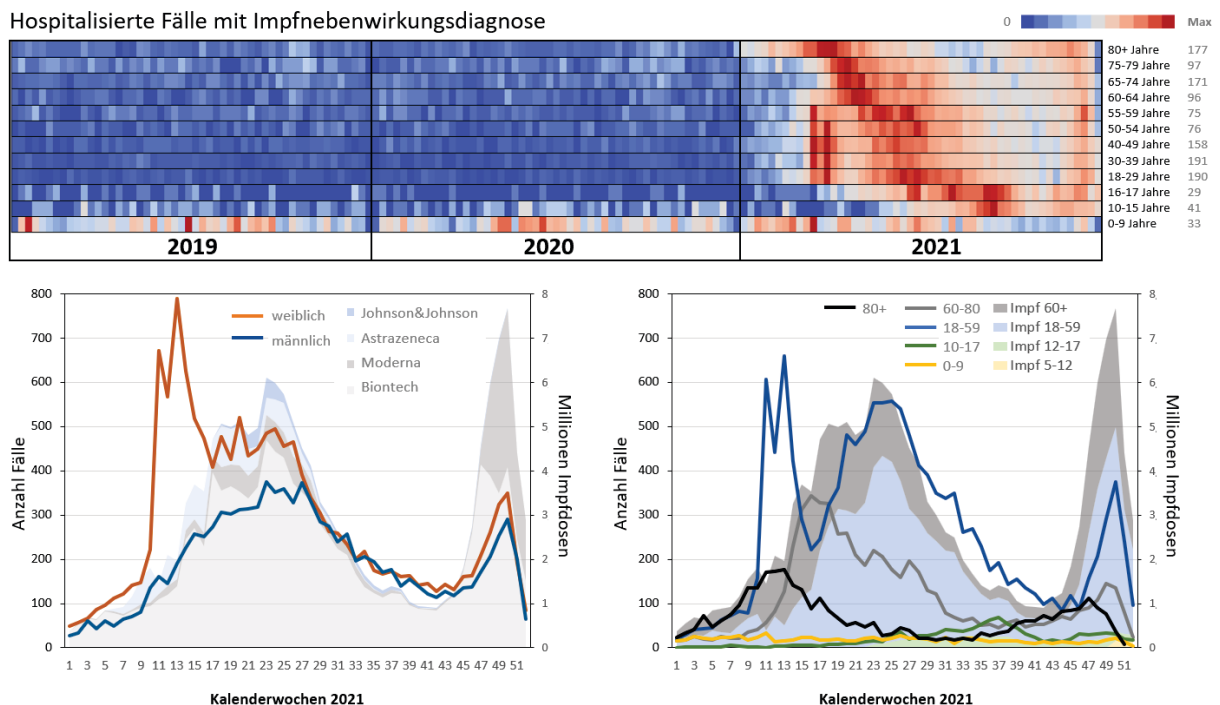 Hospitalisierte Fälle mit Impfnebenwirkungsdiagnose
0 Max
80+ Jahre 177
75-79 Jahre 97
65-74 Jahre 171
60-64 Jahre 96
55-59 Jahre 75
50-54 Jahre 76
40-49 Jahre 158
30-39 Jahre 191
18-29 Jahre 190
16-17 Jahre 29
10-15 Jahre 41
0-9 Jahre 33
2019 2020 2021
Anzahl Fälle
800
700
600
500
400
300
200
100
0
weiblich
männlich
Johnson&Johnson
Astrazeneca
Moderna
Biontech
8
7
6
5
4
3
2
1
0
Millionen Impfdosen
1 3 5 7 9 11 13 15 17 19 21 23 25 27 29 31 33 35 37 39 41 43 45 47 49 51
Kalenderwochen 2021
Anzahl Fälle
800
700
600
500
400
300
200
100
0
80+
60-80
18-59
10-17
0-9
Impf 60+
Impf 18-59
Impf 12-17
Impf 5-12
8
7
6
5
4
3
2
1
0
Millionen Impfdosen
1 3 5 7 9 11 13 15 17 19 21 23 25 27 29 31 33 35 37 39 41 43 45 47 49 51
Kalenderwochen 2021